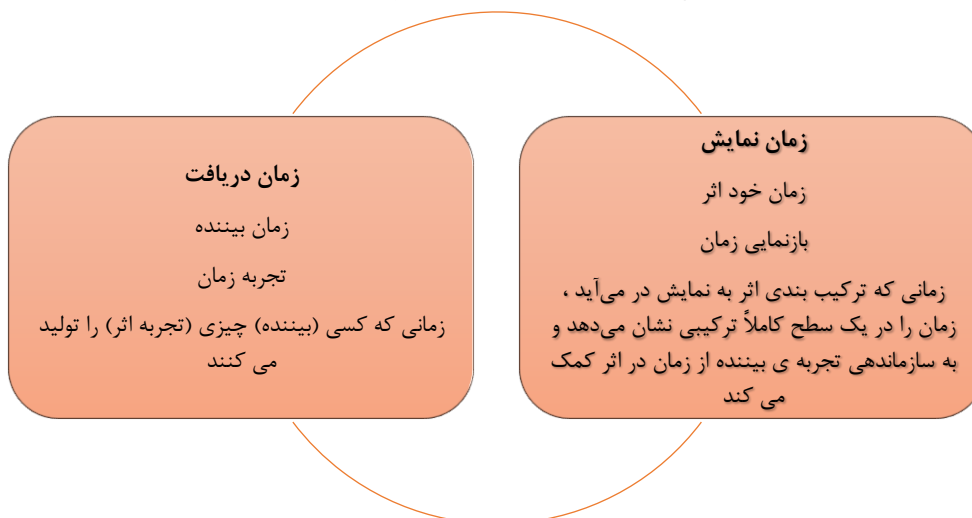 زمان نمایش
زمان خود اثر
بازنمایی زمان
زمانی که ترکیب بندی اثر به نمایش در می‌آید ،
زمان را در یک سطح کاملاً ترکیبی نشان می‌دهد و
به سازماندهی تجربه ی بیننده از زمان در اثر کمک
می کند
زمان دریافت
زمان بیننده
تجربه زمان
زمانی که کسی (بیننده) چیزی (تجربه اثر) را تولید
می کنند